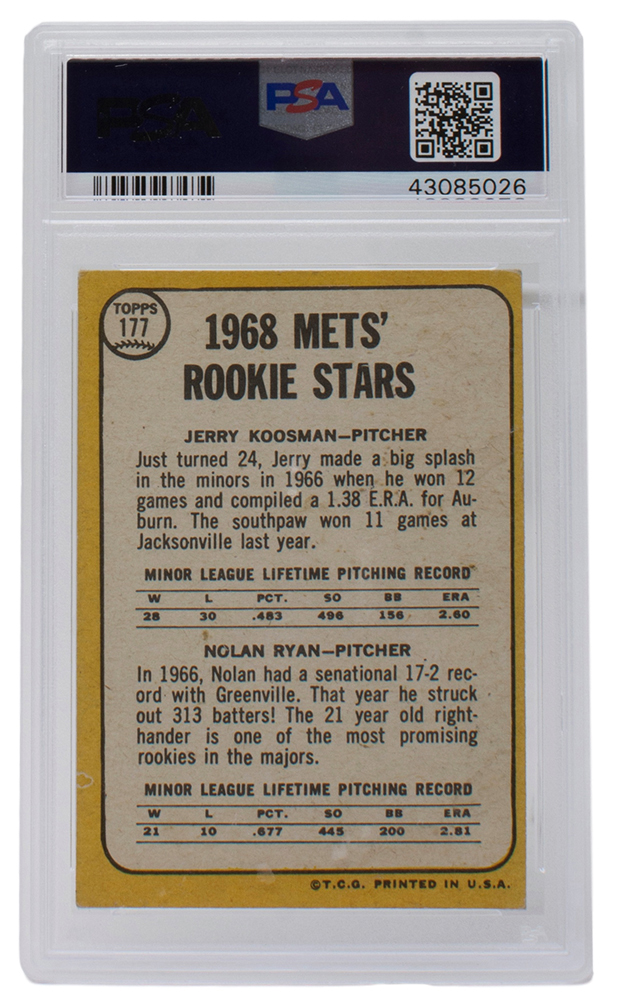 PSA
PSA
43085026
TOPPS
177
1968 METS'
ROOKIE STARS
JERRY KOOSMAN—PITCHER
Just turned 24, Jerry made a big splash
in the minors in 1966 when he won 12
games and compiled a 1.38 E.R.A. for Au-
burn. The southpaw won 11 games at
Jacksonville last year.
MINOR LEAGUE LIFETIME PITCHING RECORD
W L PCT. SO BB ERA
28 30 .483 496 156 2.60
NOLAN RYAN—PITCHER
In 1966, Nolan had a senational 17-2 rec-
ord with Greenville. That year he struck
out 313 batters! The 21 year old right-
hander is one of the most promising
rookies in the majors.
MINOR LEAGUE LIFETIME PITCHING RECORD
W L PCT. SO BB ERA
21 10 .677 445 200 2.81
©T.C.G. PRINTED IN U.S.A.